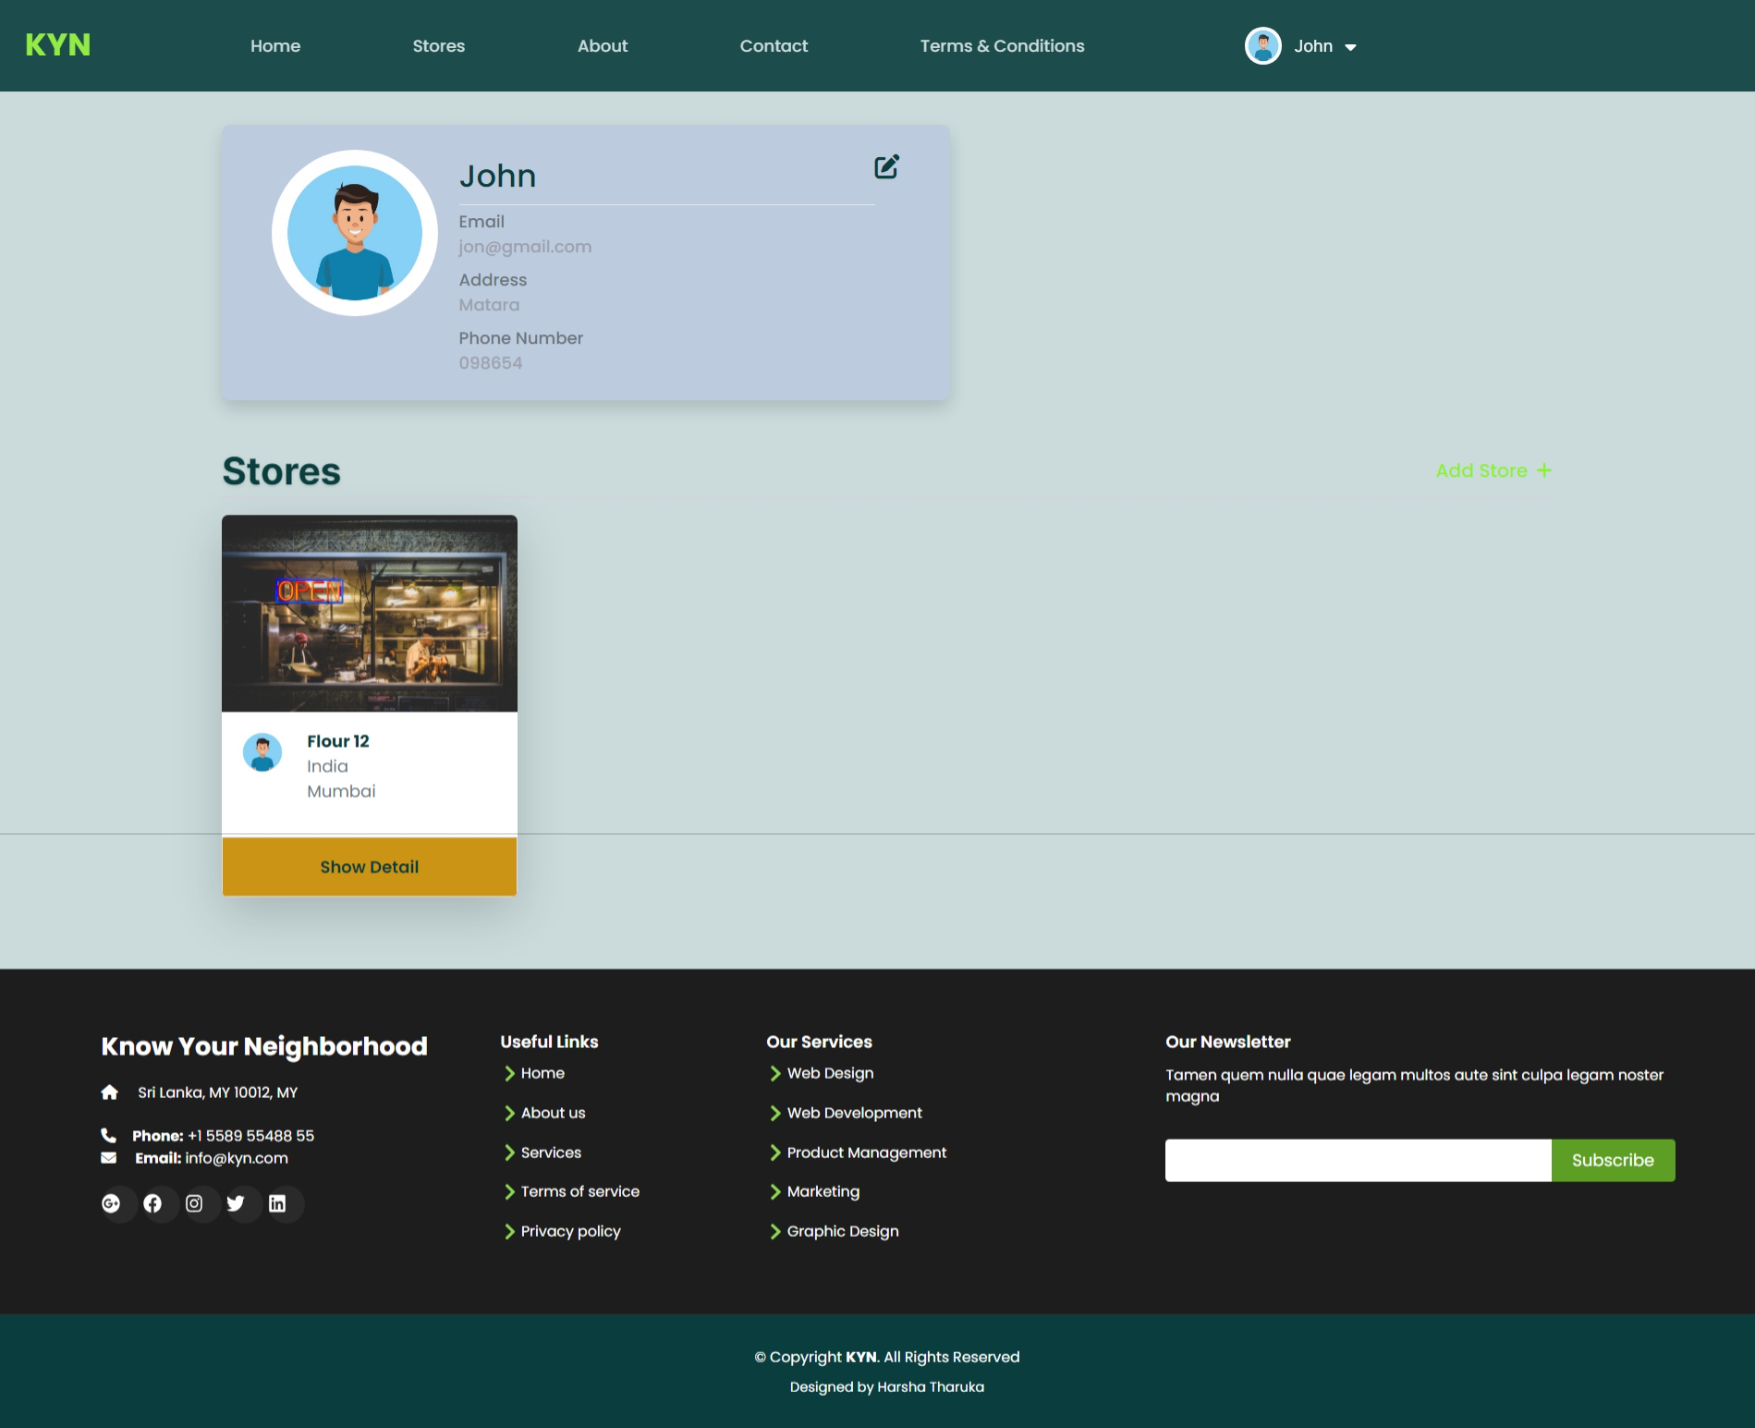 KYN
Home
Stores
About
Contact
Terms & Conditions
John
John
Email
jon@gmail.com
Address
Matara
Phone Number
098654
Stores
Add Store
OPEN
Flour 12
India
Mumbai
Show Detail
Know Your Neighborhood
Sri Lanka, MY 10012, MY
Phone: +1 5589 55488 55
Email: info@kyn.com
Useful Links
Home
About us
Services
Terms of service
Privacy policy
Our Services
Web Design
Web Development
Product Management
Marketing
Graphic Design
Our Newsletter
Tamen quem nulla quae legam multos aute sint culpa legam noster
magna
Subscribe
© Copyright KYN. All Rights Reserved
Designed by Harsha Tharuka